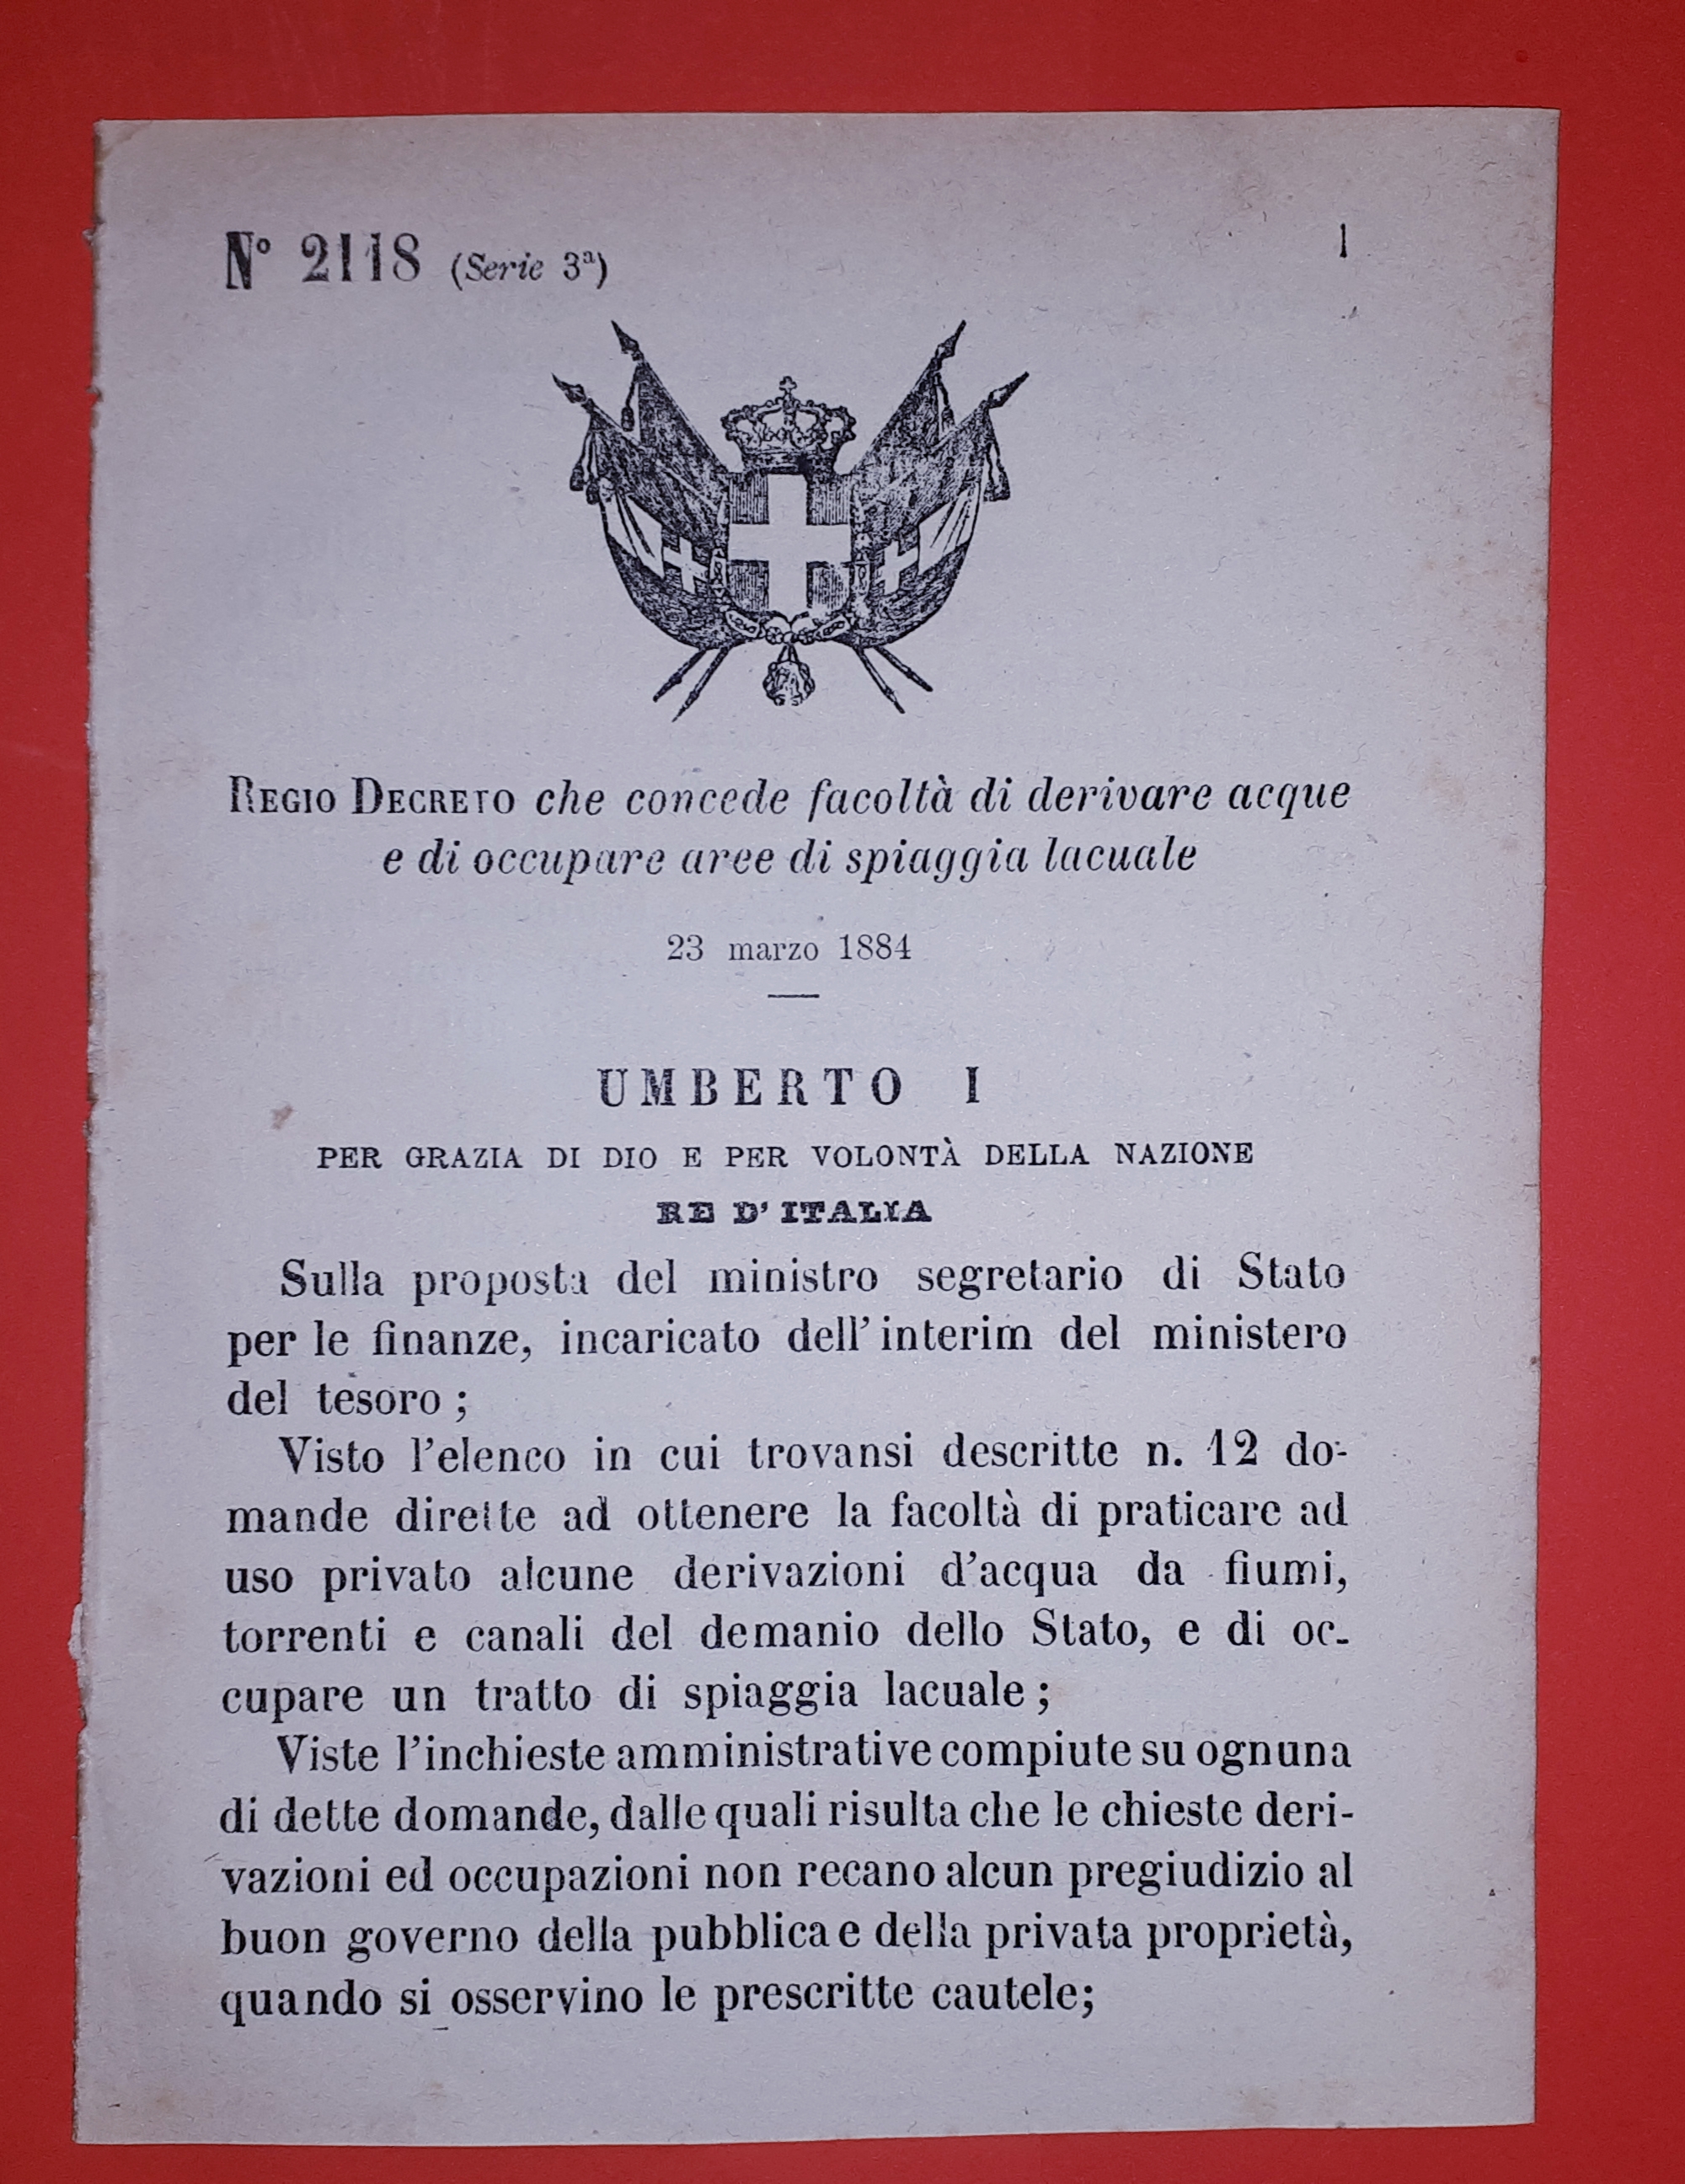 N° 2118 (Serie 3ª)
1
REGIO DECRETO che concede facoltà di derivare acque
e di occupare aree di spiaggia lacuale
23 marzo 1884
UMBERTO I
PER GRAZIA DI DIO E PER VOLONTÀ DELLA NAZIONE
RE D'ITALIA
Sulla proposta del ministro segretario di Stato
per le finanze, incaricato dell'interim del ministero
del tesoro;
Visto l'elenco in cui trovansi descritte n. 12 do-
mande dirette ad ottenere la facoltà di praticare ad
uso privato alcune derivazioni d'acqua da fiumi,
torrenti e canali del demanio dello Stato, e di oc-
cupare un tratto di spiaggia lacuale;
Viste l'inchieste amministrative compiute su ognuna
di dette domande, dalle quali risulta che le chieste deri-
vazioni ed occupazioni non recano alcun pregiudizio al
buon governo della pubblica e della privata proprietà,
quando si osservino le prescritte cautele;